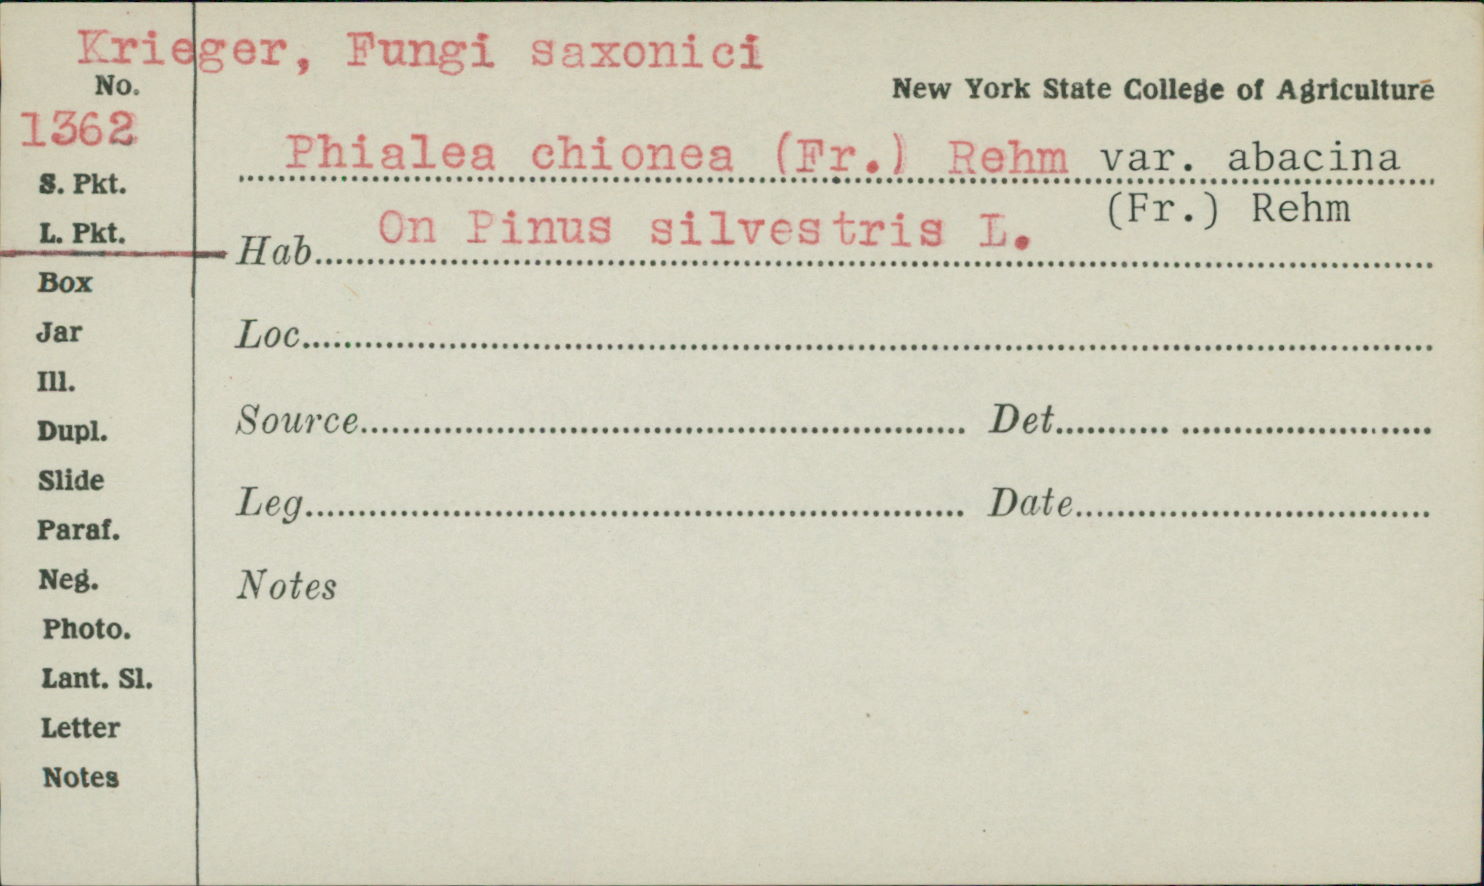 Krieger, Fungi saxonici
No.
New York State College of Agriculture
1362
Phialea chionea (Fr.) Rehm var. abacina
S. Pkt.
(Fr.) Rehm
L. Pkt.
Hab. On Pinus silvestris L.
Box
Jar
Loc.
Ill.
Dupl.
Source Det.
Slide
Leg. Date
Paraf.
Neg.
Notes
Photo.
Lant. Sl.
Letter
Notes